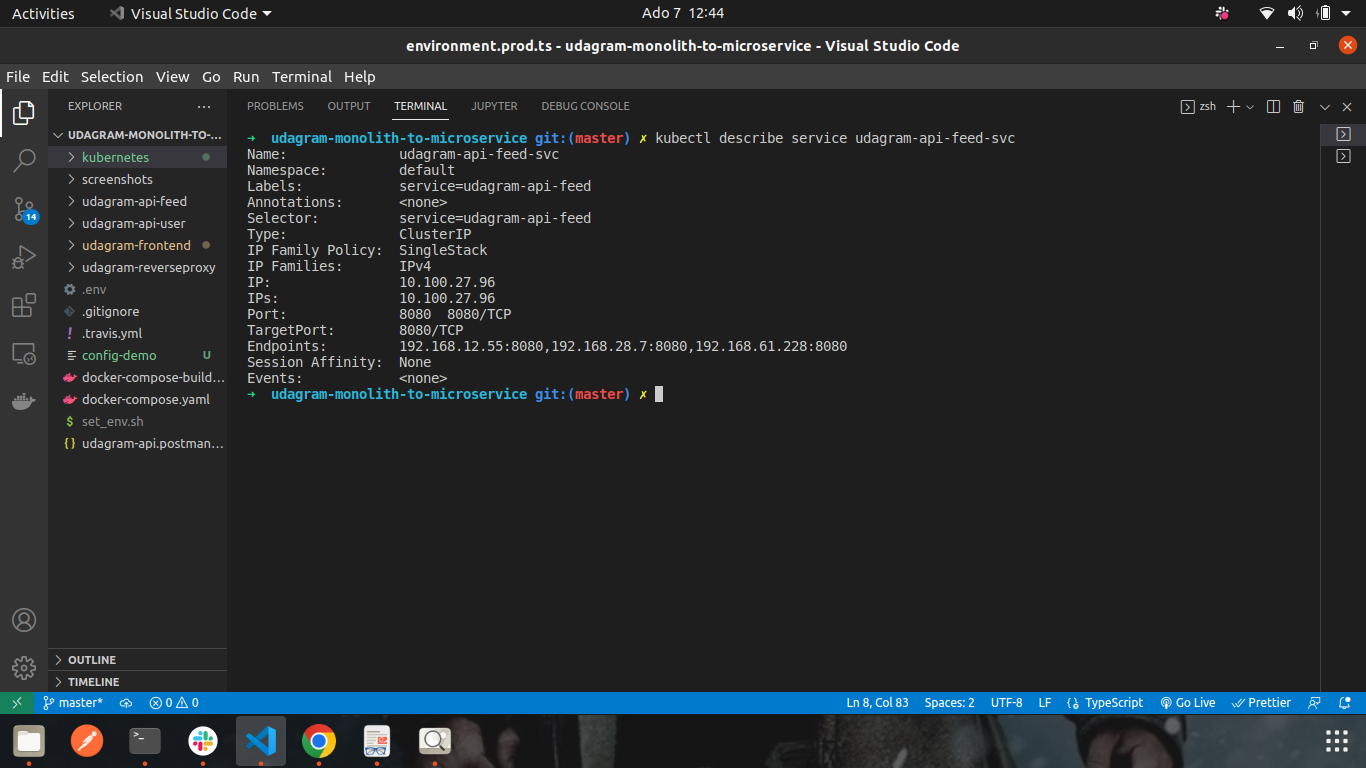 Activities Visual Studio Code Ado 7 12:44
environment.prod.ts - udagram-monolith-to-microservice - Visual Studio Code
File Edit Selection View Go Run Terminal Help
EXPLORER ...
UDAGRAM-MONOLITH-TO-...
kubernetes
screenshots
udagram-api-feed
udagram-api-user
udagram-frontend
udagram-reverseproxy
.env
.gitignore
! .travis.yml
config-demo U
docker-compose-build...
docker-compose.yaml
$ set_env.sh
{} udagram-api.postman...
OUTLINE
TIMELINE
14
PROBLEMS OUTPUT TERMINAL JUPYTER DEBUG CONSOLE zsh
➜ udagram-monolith-to-microservice git:(master) ✗ kubectl describe service udagram-api-feed-svc
Name: udagram-api-feed-svc
Namespace: default
Labels: service=udagram-api-feed
Annotations: <none>
Selector: service=udagram-api-feed
Type: ClusterIP
IP Family Policy: SingleStack
IP Families: IPv4
IP: 10.100.27.96
IPs: 10.100.27.96
Port: 8080 8080/TCP
TargetPort: 8080/TCP
Endpoints: 192.168.12.55:8080,192.168.28.7:8080,192.168.61.228:8080
Session Affinity: None
Events: <none>
➜ udagram-monolith-to-microservice git:(master) ✗
master* 0 0 Ln 8, Col 83 Spaces: 2 UTF-8 LF TypeScript Go Live Prettier